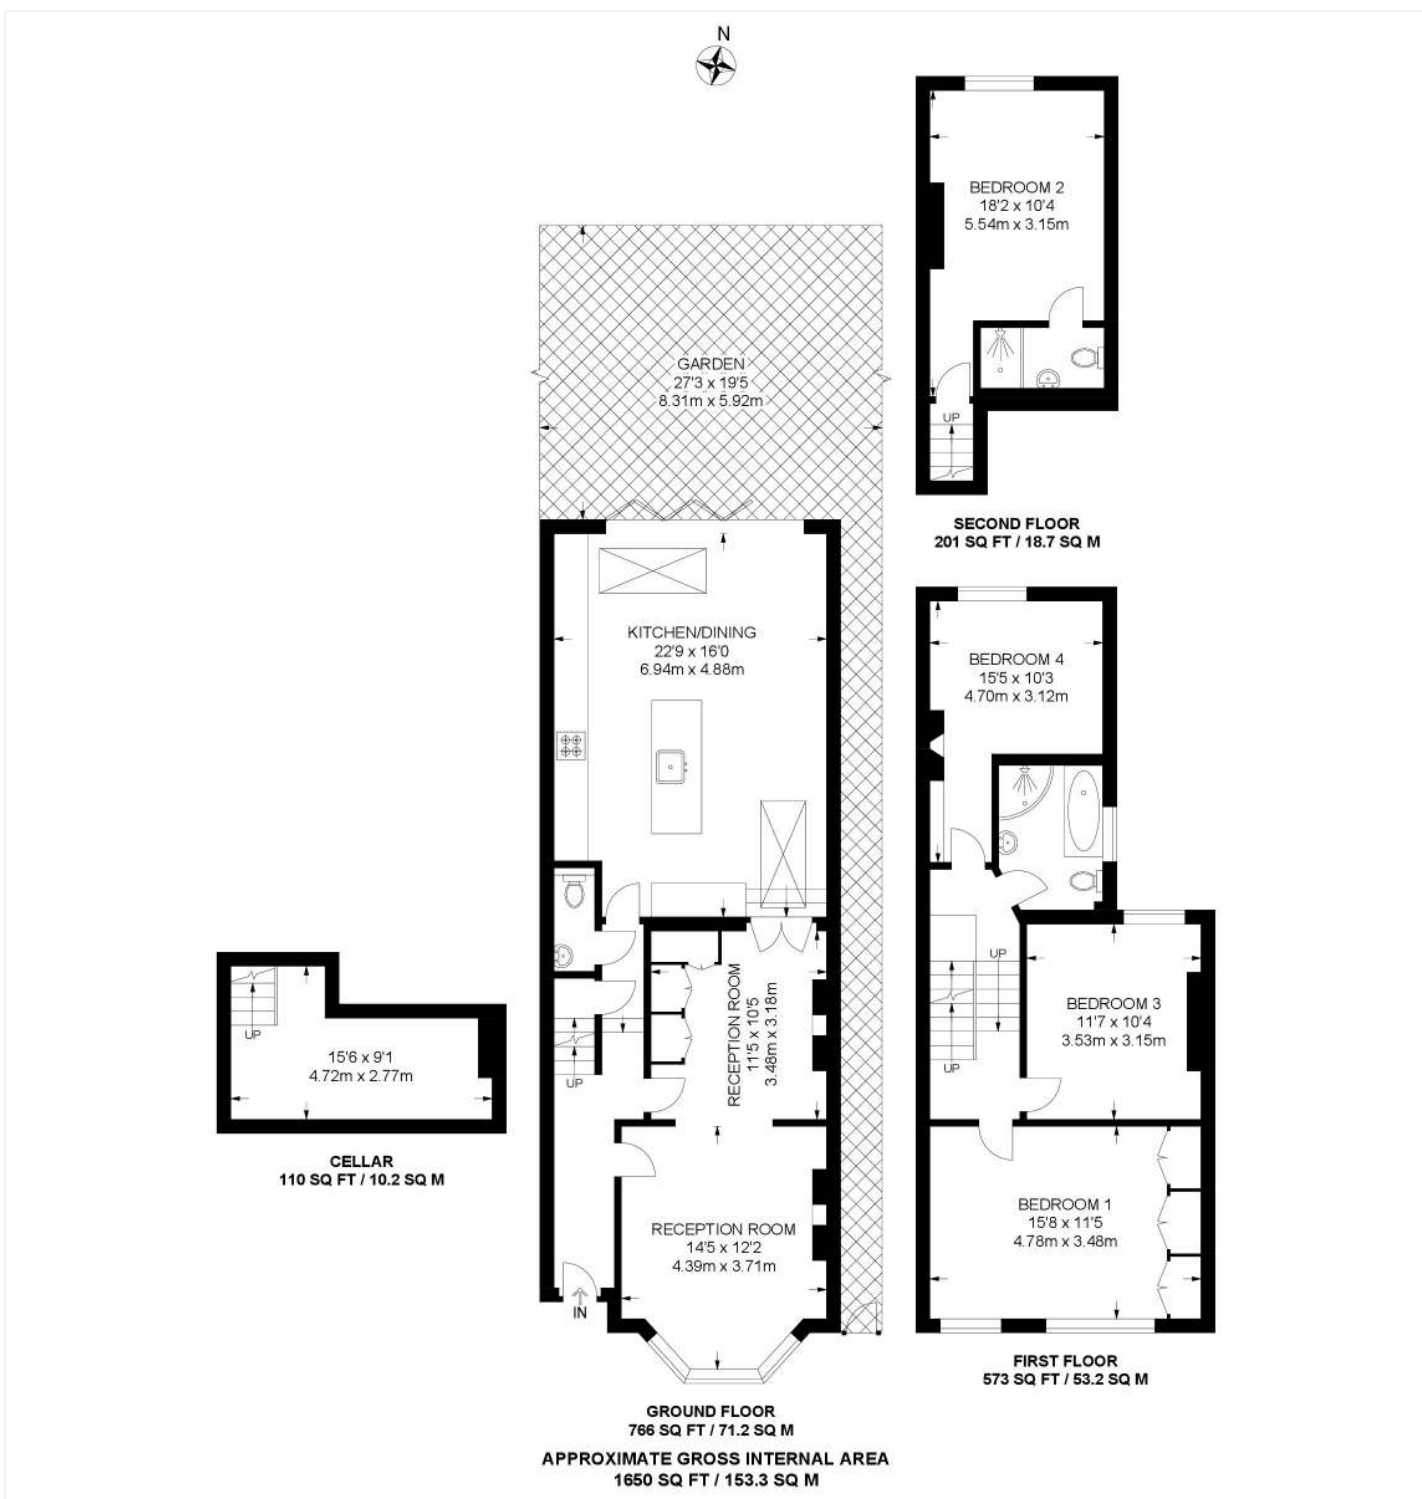 N
BEDROOM 2
18'2 x 10'4
5.54m x 3.15m
UP
SECOND FLOOR
201 SQ FT / 18.7 SQ M
GARDEN
27'3 x 19'5
8.31m x 5.92m
KITCHEN/DINING
22'9 x 16'0
6.94m x 4.88m
RECEPTION ROOM
11'5 x 10'5
3.48m x 3.18m
UP
RECEPTION ROOM
14'5 x 12'2
4.39m x 3.71m
IN
GROUND FLOOR
766 SQ FT / 71.2 SQ M
BEDROOM 4
15'5 x 10'3
4.70m x 3.12m
UP
UP
BEDROOM 3
11'7 x 10'4
3.53m x 3.15m
BEDROOM 1
15'8 x 11'5
4.78m x 3.48m
FIRST FLOOR
573 SQ FT / 53.2 SQ M
UP
15'6 x 9'1
4.72m x 2.77m
CELLAR
110 SQ FT / 10.2 SQ M
APPROXIMATE GROSS INTERNAL AREA
1650 SQ FT / 153.3 SQ M